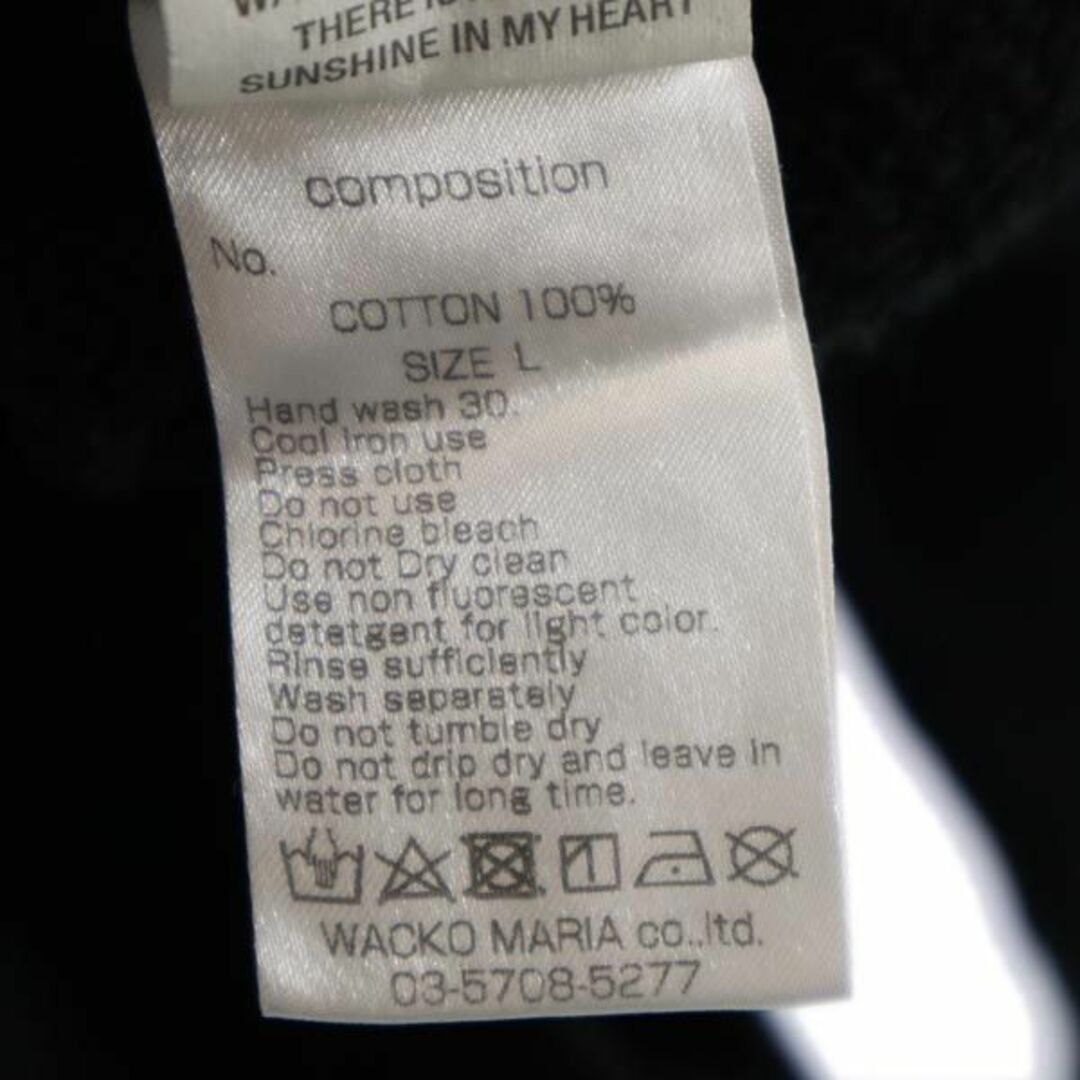 THERE
SUNSHINE IN MY HEART
composition
No.
COTTON 100%
SIZE L
Hand wash 30.
Cool iron use
Press cloth
Do not use
Chlorine bleach
Do not Dry clean
Use non fluorescent
detetgent for light color.
Rinse sufficiently
Wash separately
Do not tumble dry
Do not drip dry and leave in
water for long time.
WACKO MARIA co.,ltd.
03-5708-5277